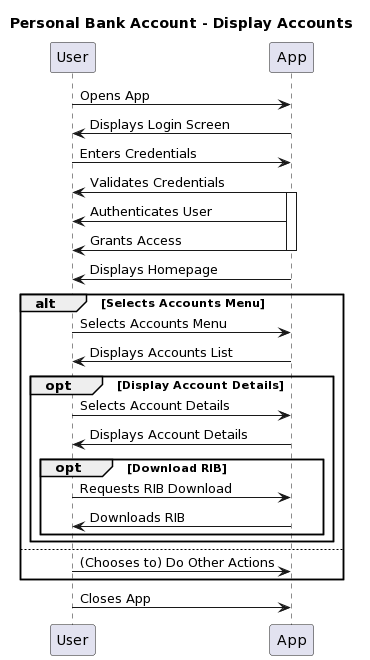 Personal Bank Account - Display Accounts
User App
Opens App
Displays Login Screen
Enters Credentials
Validates Credentials
Authenticates User
Grants Access
Displays Homepage
alt [Selects Accounts Menu]
Selects Accounts Menu
Displays Accounts List
opt [Display Account Details]
Selects Account Details
Displays Account Details
opt [Download RIB]
Requests RIB Download
Downloads RIB
(Chooses to) Do Other Actions
Closes App
User App